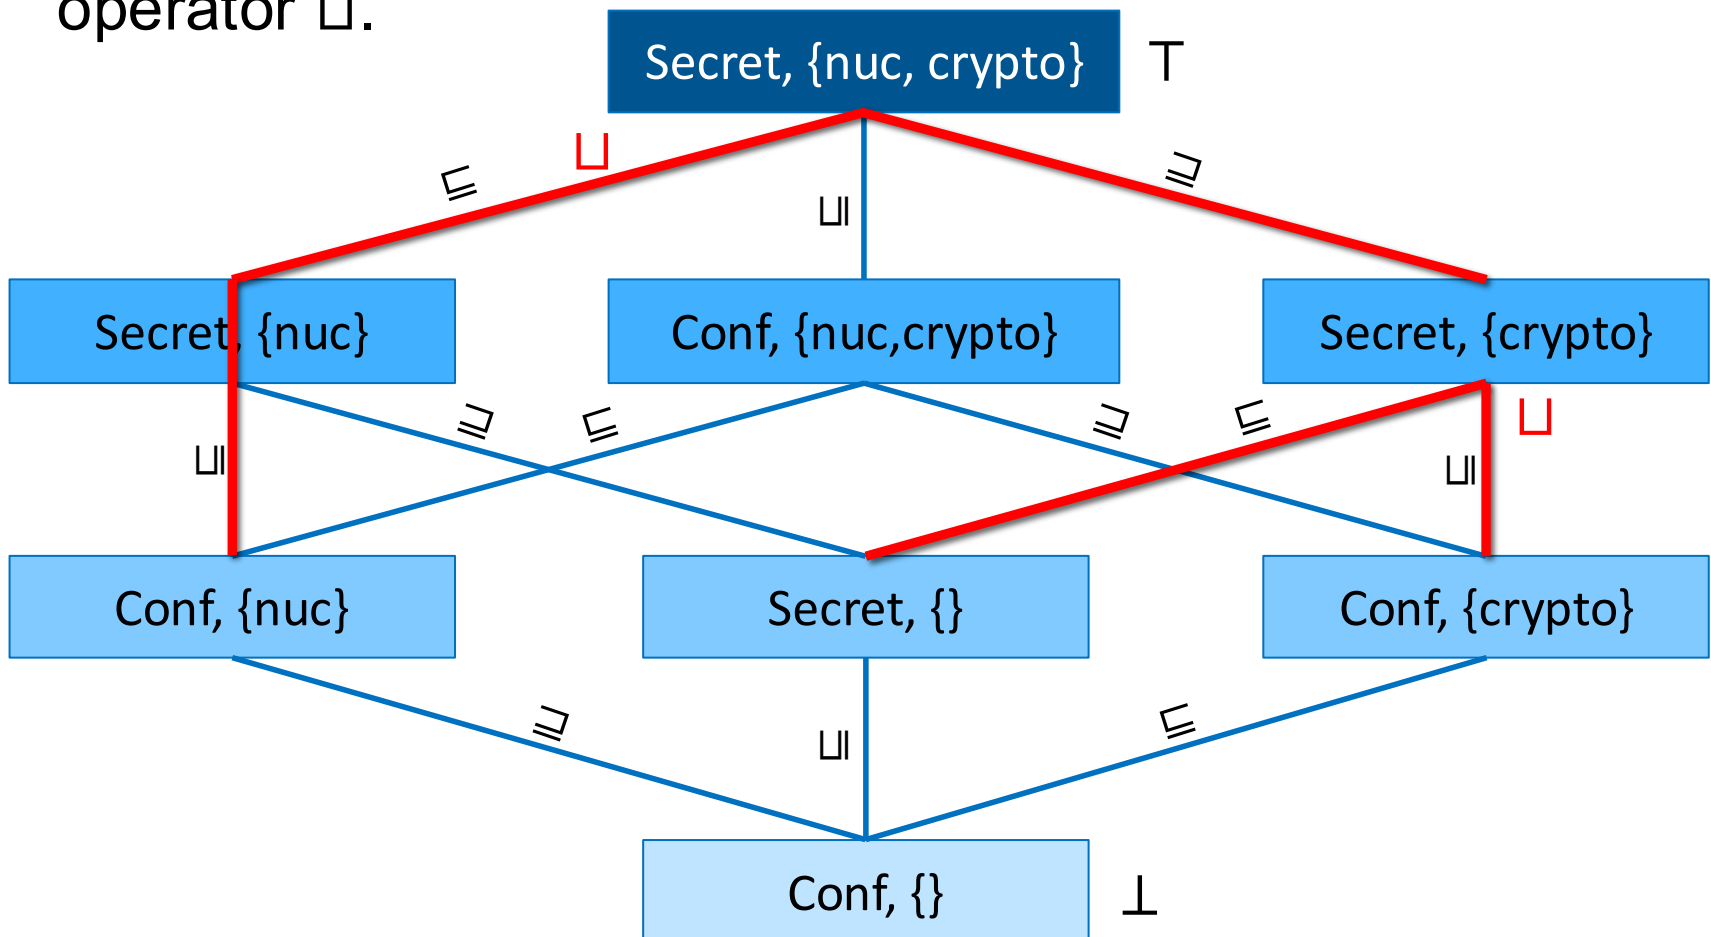 operator ⊔.
Secret, {nuc, crypto} ⊤
⊔
⊑ ⊒
⊑
Secret, {nuc} Conf, {nuc,crypto} Secret, {crypto}
⊒ ⊑ ⊒ ⊑ ⊔
⊑ ⊑
Conf, {nuc} Secret, {} Conf, {crypto}
⊒ ⊑ ⊑
Conf, {} ⊥